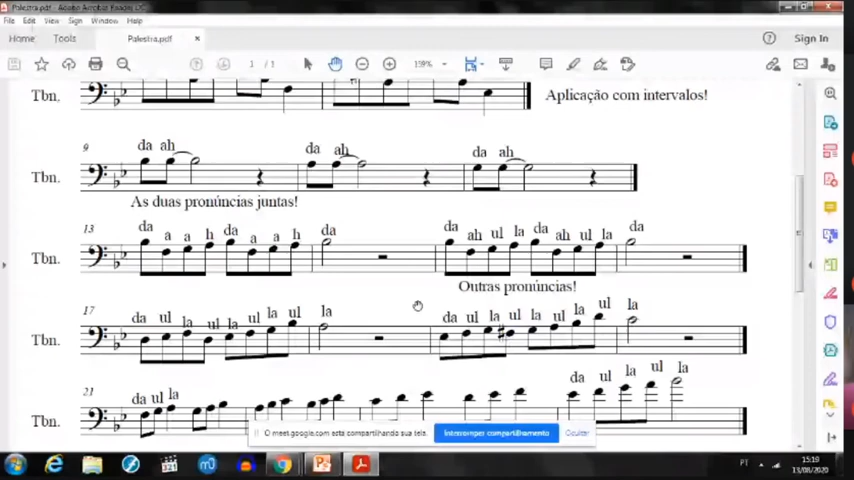 Palestra.pdf - Adobe Acrobat Reader DC
File Edit View Sign Window Help
Home Tools Palestra.pdf × Sign In
1 / 1 159%
Tbn. Aplicação com intervalos!
9
da ah da ah da ah
Tbn.
As duas pronúncias juntas!
13
da a a h da a a h da da ah ul la da ah ul la da
Tbn.
Outras pronúncias!
17
da ul la ul la ul la ul la da ul la ul la ul la ul la
Tbn.
21
da ul la da ul la ul la
Tbn.
O meet.google.com está compartilhando sua tela. Interromper compartilhamento Ocultar
PT 15:19
13/08/2020